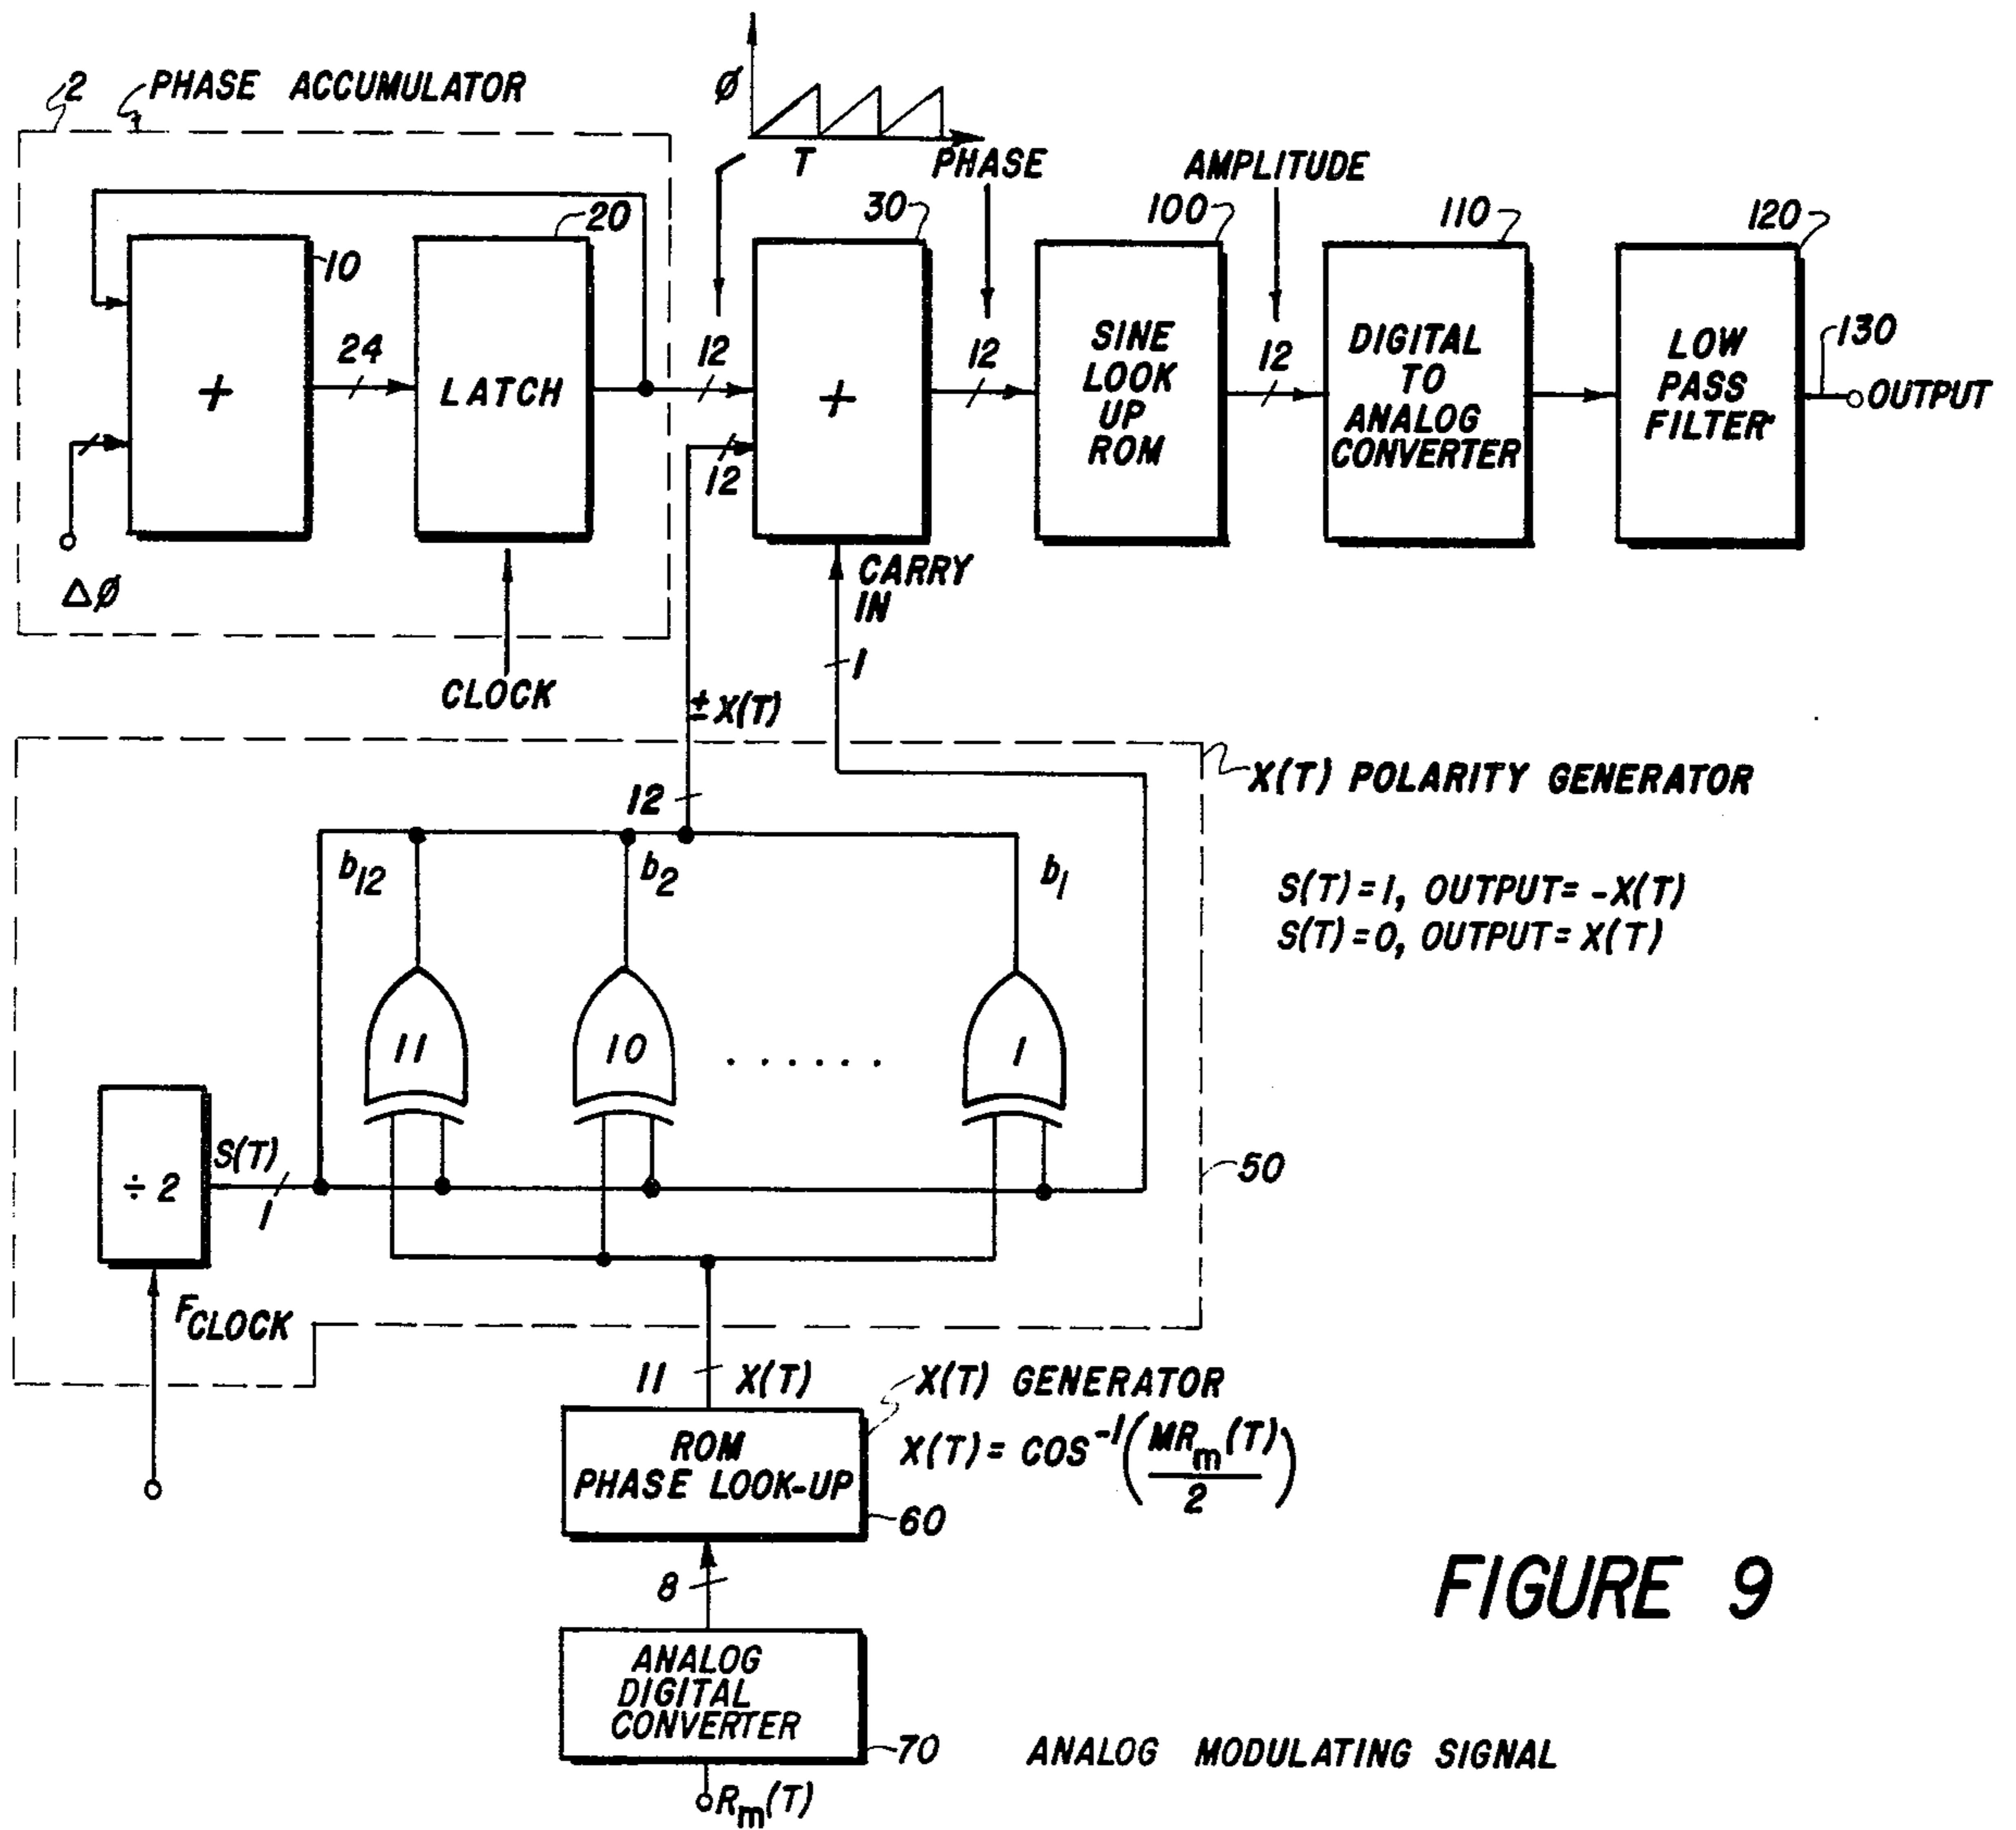 2
PHASE ACCUMULATOR
Ø
T
PHASE
AMPLITUDE
10
20
30
100
110
120
+
24
LATCH
12
12
+
12
SINE
LOOK
UP
ROM
12
DIGITAL
TO
ANALOG
CONVERTER
LOW
PASS
FILTER
130
OUTPUT
ΔØ
CLOCK
CARRY
IN
1
± X(T)
12
X(T) POLARITY GENERATOR
b12
b2
b1
S(T)=1, OUTPUT= -X(T)
S(T)=0, OUTPUT= X(T)
11
10
......
1
÷ 2
S(T)
1
50
FCLOCK
11
X(T)
X(T) GENERATOR
X(T)= COS⁻¹(MRm(T)/2)
ROM
PHASE LOOK-UP
60
8
ANALOG
DIGITAL
CONVERTER
70
Rm(T)
ANALOG MODULATING SIGNAL
FIGURE 9